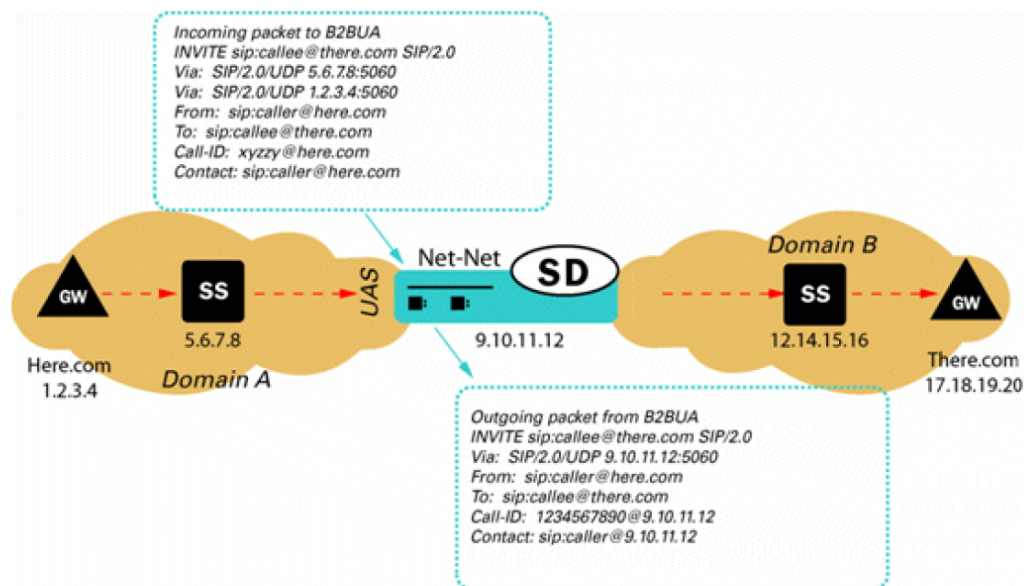 Incoming packet to B2BUA
INVITE sip:callee@there.com SIP/2.0
Via: SIP/2.0/UDP 5.6.7.8:5060
Via: SIP/2.0/UDP 1.2.3.4:5060
From: sip:caller@here.com
To: sip:callee@there.com
Call-ID: xyzzy@here.com
Contact: sip:caller@here.com
GW
Here.com
1.2.3.4
SS
5.6.7.8
Domain A
UAS
Net-Net
SD
9.10.11.12
Domain B
SS
12.14.15.16
GW
There.com
17.18.19.20
Outgoing packet from B2BUA
INVITE sip:callee@there.com SIP/2.0
Via: SIP/2.0/UDP 9.10.11.12:5060
From: sip:caller@here.com
To: sip:callee@there.com
Call-ID: 1234567890@9.10.11.12
Contact: sip:caller@9.10.11.12